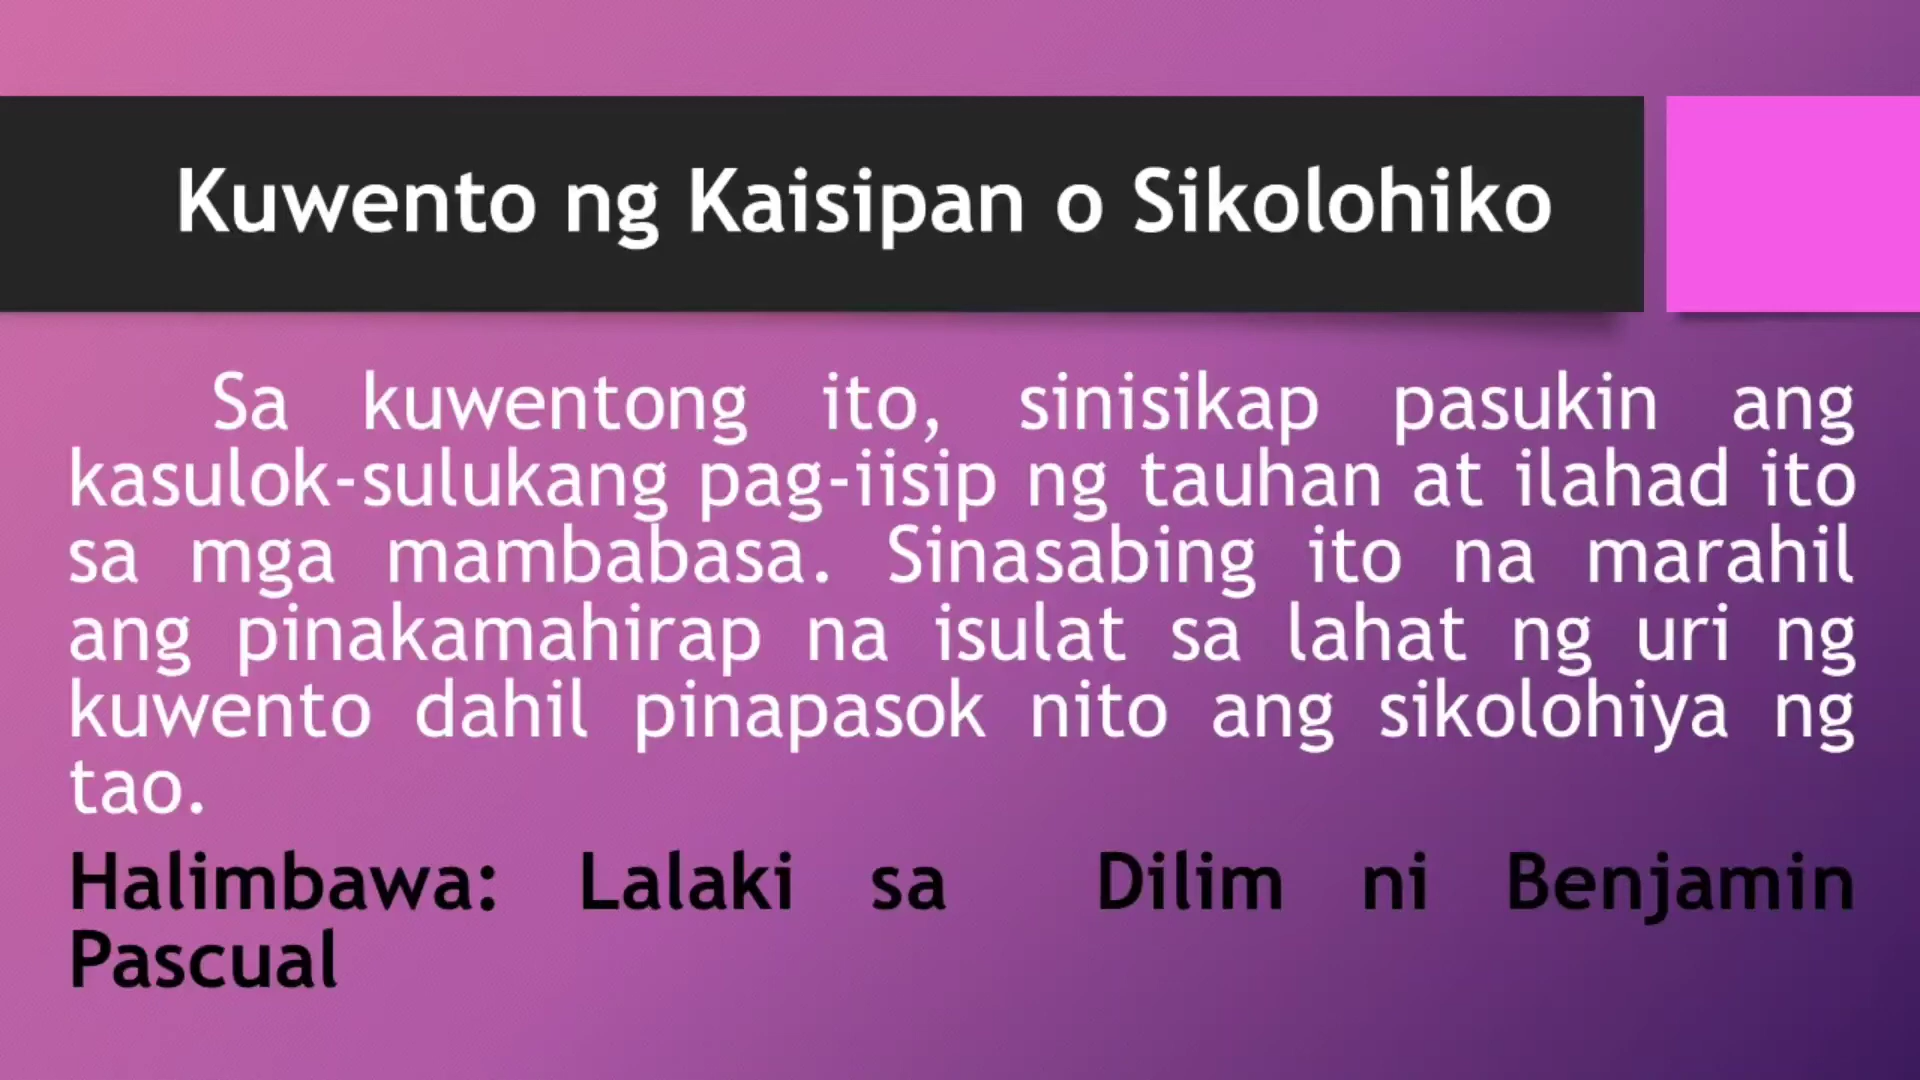 Kuwento ng Kaisipan o Sikolohiko
Sa kuwentong ito, sinisikap pasukin ang
kasulok-sulukang pag-iisip ng tauhan at ilahad ito
sa mga mambabasa. Sinasabing ito na marahil
ang pinakamahirap na isulat sa lahat ng uri ng
kuwento dahil pinapasok nito ang sikolohiya ng
tao.
Halimbawa: Lalaki sa Dilim ni Benjamin
Pascual